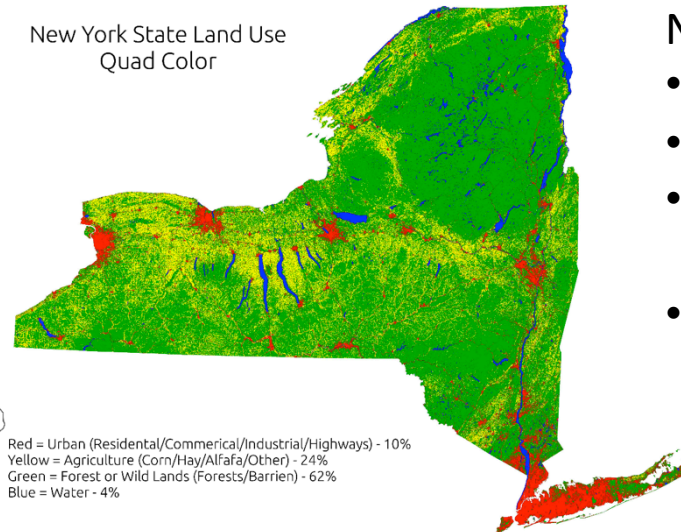 New York State Land Use
Quad Color
N
•
•
•
•
Red = Urban (Residental/Commerical/Industrial/Highways) - 10%
Yellow = Agriculture (Corn/Hay/Alfafa/Other) - 24%
Green = Forest or Wild Lands (Forests/Barrien) - 62%
Blue = Water - 4%